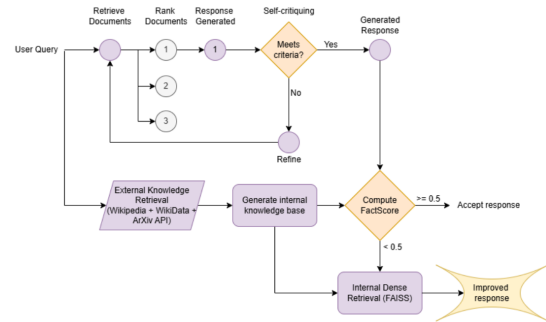 Retrieve
Documents
Rank
Documents
Response
Generated
Self-critiquing
Generated
Response
User Query
1
1
Meets
criteria?
Yes
2
3
No
Refine
External Knowledge
Retrieval
(Wikipedia + WikiData +
ArXiv API)
Generate internal
knowledge base
Compute
FactScore
>= 0.5
Accept response
< 0.5
Internal Dense
Retrieval (FAISS)
Improved
response